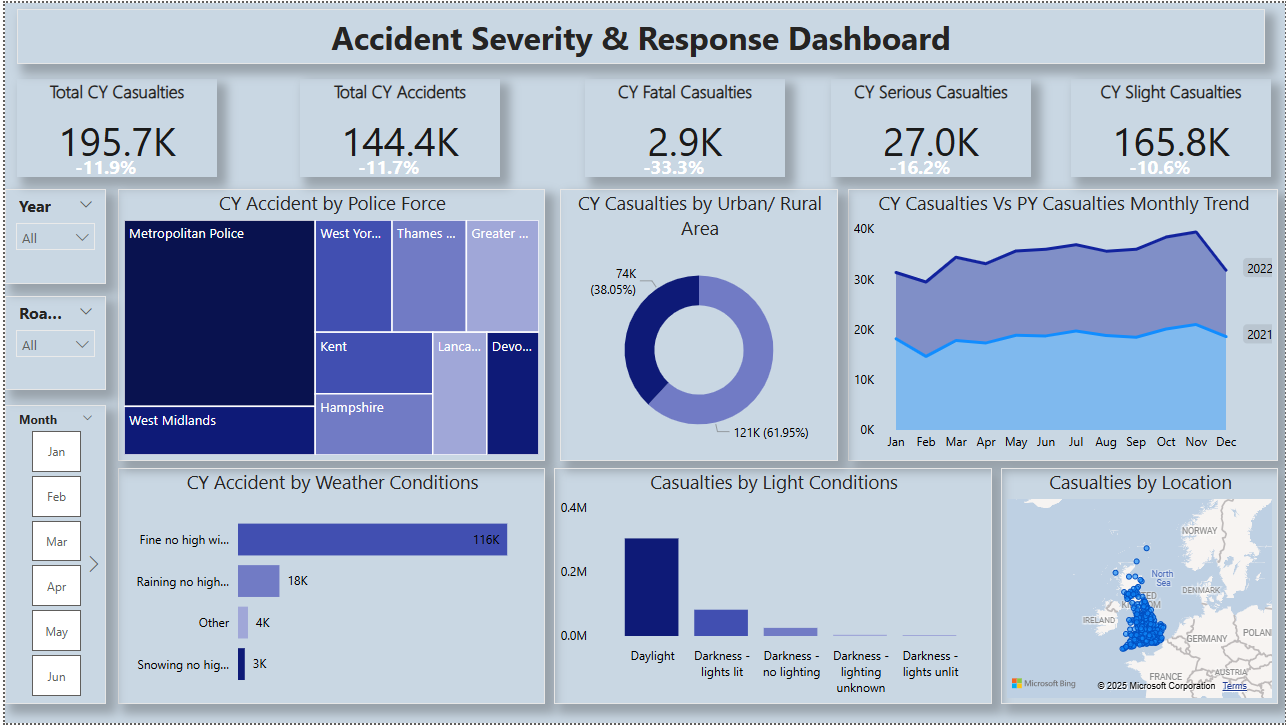 Accident Severity & Response Dashboard
Total CY Casualties
195.7K
-11.9%
Total CY Accidents
144.4K
-11.7%
CY Fatal Casualties
2.9K
-33.3%
CY Serious Casualties
27.0K
-16.2%
CY Slight Casualties
165.8K
-10.6%
Year
All
Roa...
All
Month
Jan
Feb
Mar
Apr
May
Jun
CY Accident by Police Force
Metropolitan Police
West Midlands
West Yor...
Thames ...
Greater ...
Kent
Hampshire
Lanca...
Devo...
CY Casualties by Urban/ Rural
Area
74K
(38.05%)
121K (61.95%)
CY Casualties Vs PY Casualties Monthly Trend
40K
30K
20K
10K
0K
2022
2021
Jan Feb Mar Apr May Jun Jul Aug Sep Oct Nov Dec
CY Accident by Weather Conditions
Fine no high wi...
116K
Raining no high...
18K
Other
4K
Snowing no hig...
3K
Casualties by Light Conditions
0.4M
0.2M
0.0M
Daylight
Darkness -
lights lit
Darkness -
no lighting
Darkness -
lighting
unknown
Darkness -
lights unlit
Casualties by Location
NORWAY
North
Sea
DENMARK
IRELAND
GERMANY
POLAN
FRANCE
AUSTRIA
Microsoft Bing
© 2025 Microsoft Corporation Terms